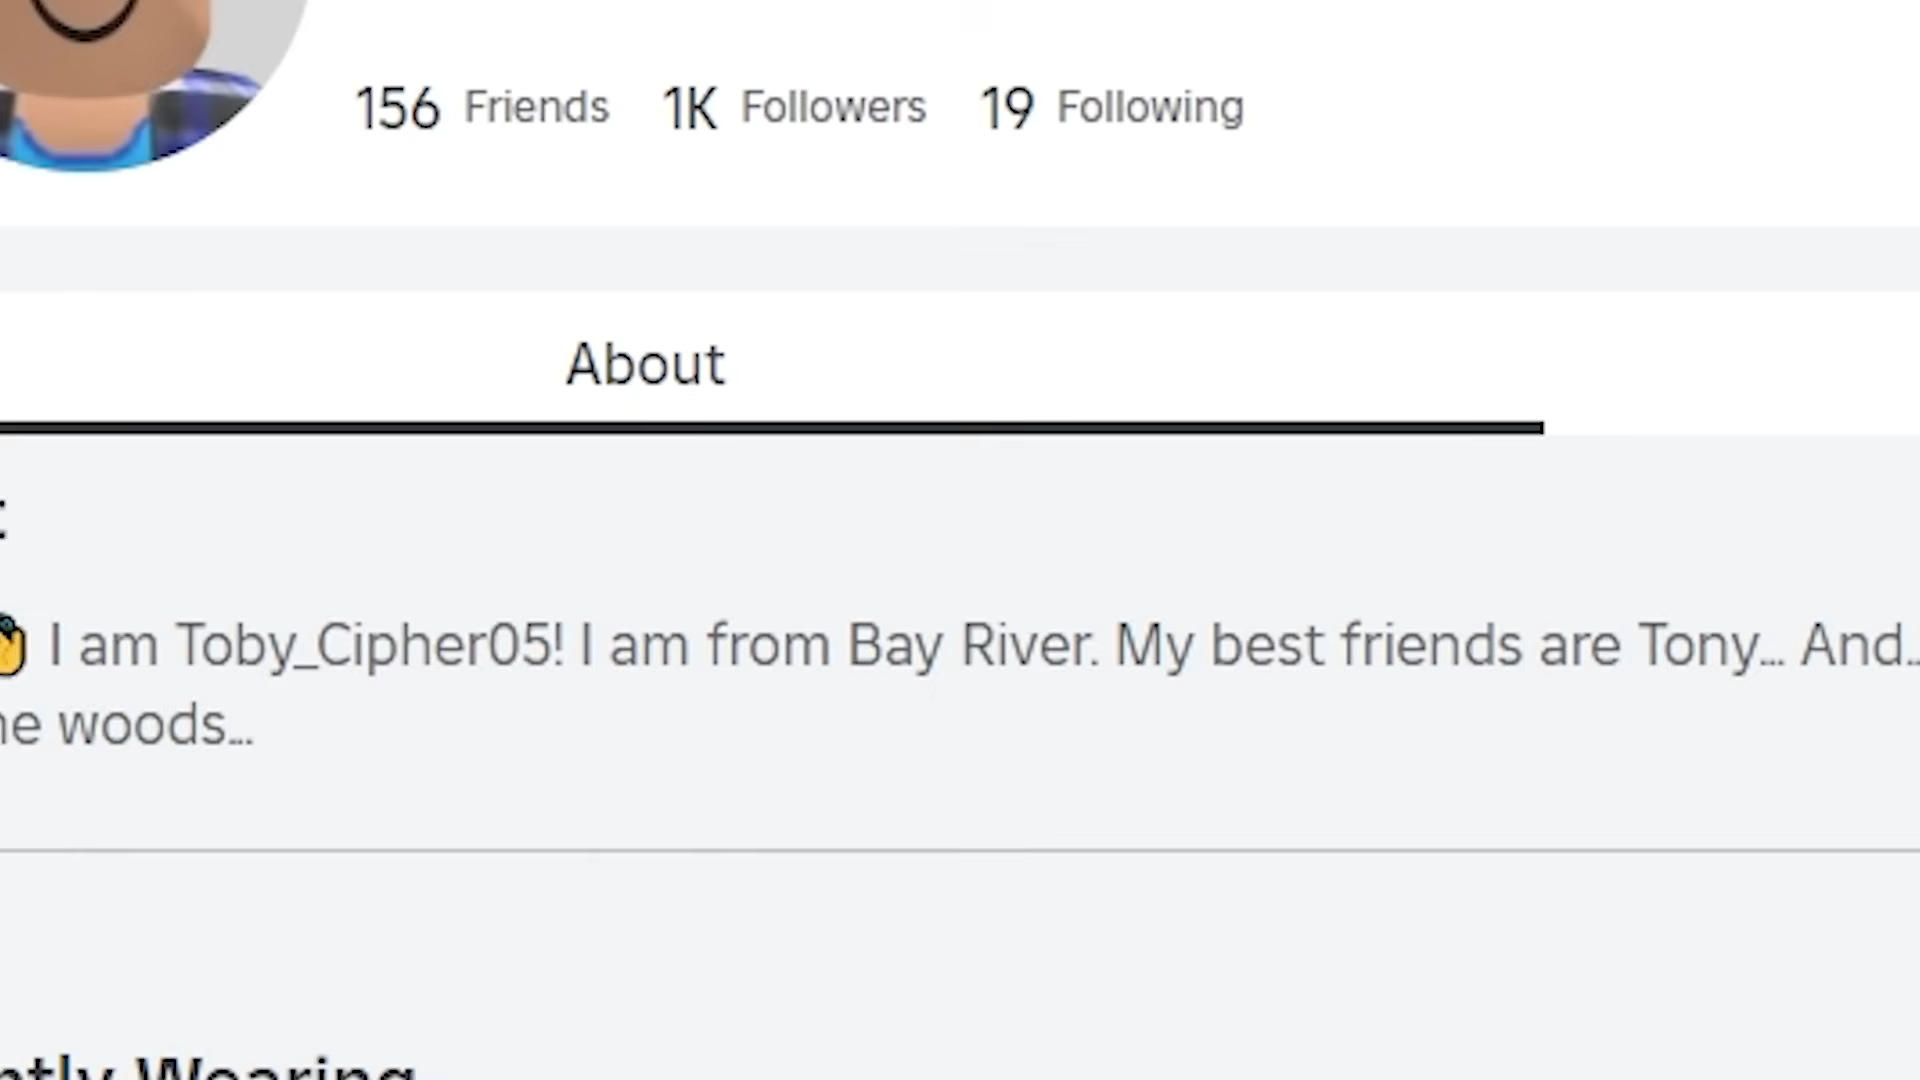 156 Friends 1K Followers 19 Following
About
I am Toby_Cipher05! I am from Bay River. My best friends are Tony... And..
woods...
Wearing